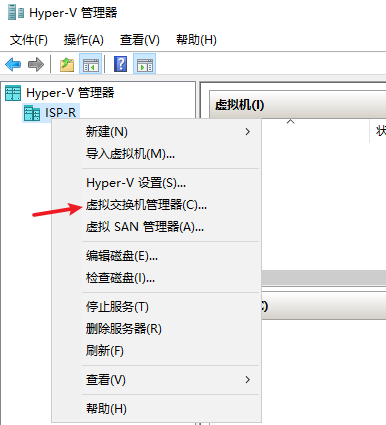 Hyper-V 管理器
文件(F) 操作(A) 查看(V) 帮助(H)
Hyper-V 管理器
ISP-R
虚拟机(I)
新建(N)
导入虚拟机(M)...
Hyper-V 设置(S)...
虚拟交换机管理器(C)...
虚拟 SAN 管理器(A)...
编辑磁盘(E)...
检查磁盘(I)...
停止服务(T)
删除服务器(R)
刷新(F)
查看(V)
帮助(H)